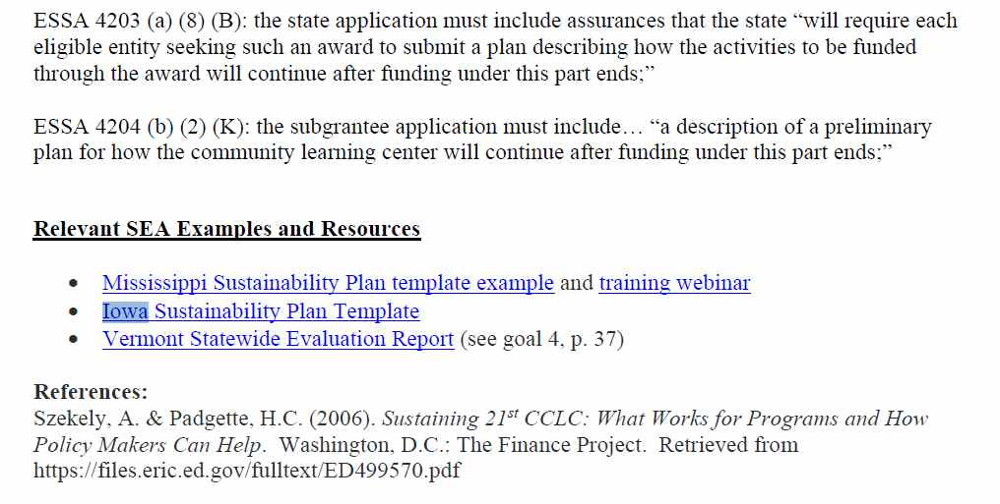 ESSA 4203 (a) (8) (B): the state application must include assurances that the state “will require each
eligible entity seeking such an award to submit a plan describing how the activities to be funded
through the award will continue after funding under this part ends;”
ESSA 4204 (b) (2) (K): the subgrantee application must include… “a description of a preliminary
plan for how the community learning center will continue after funding under this part ends;”
Relevant SEA Examples and Resources
• Mississippi Sustainability Plan template example and training webinar
• Iowa Sustainability Plan Template
• Vermont Statewide Evaluation Report (see goal 4, p. 37)
References:
Szekely, A. & Padgette, H.C. (2006). Sustaining 21st CCLC: What Works for Programs and How
Policy Makers Can Help. Washington, D.C.: The Finance Project. Retrieved from
https://files.eric.ed.gov/fulltext/ED499570.pdf